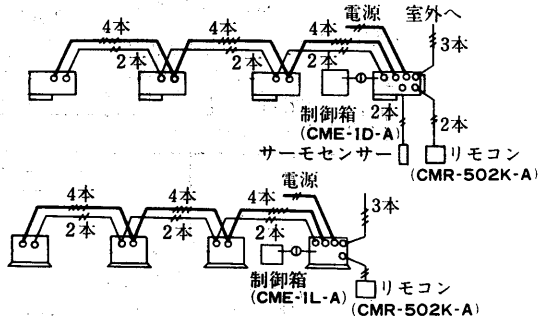 電源 室外へ
4本 4本 4本 3本
2本 2本 2本
制御箱 2本 2本
(CME-1D-A)
サーモセンサー リモコン
(CMR-502K-A)
電源
4本 4本 4本 3本
2本 2本 2本
制御箱
(CME-1L-A) リモコン
(CMR-502K-A)